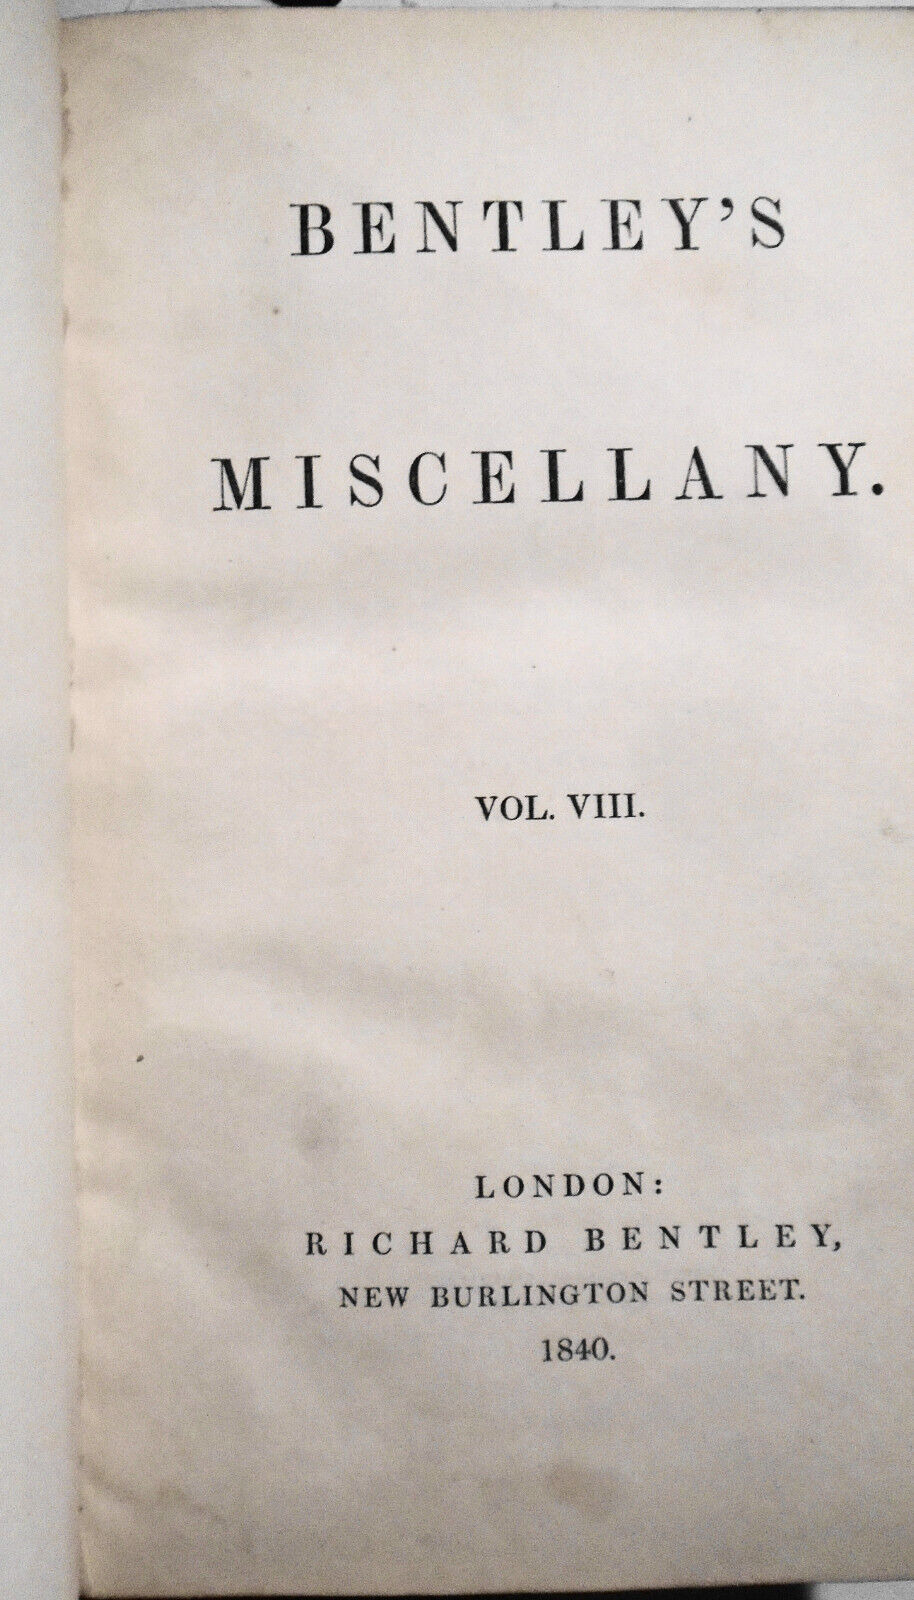 BENTLEY'S
MISCELLANY.
VOL. VIII.
LONDON:
RICHARD BENTLEY,
NEW BURLINGTON STREET.
1840.